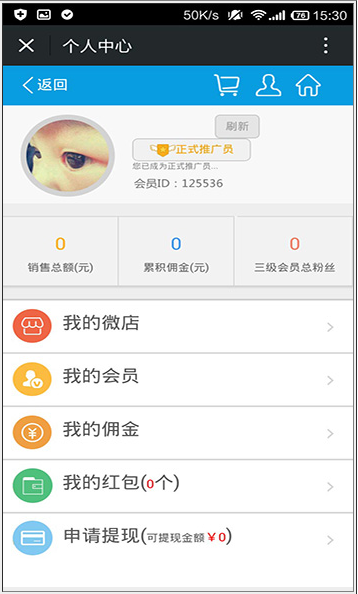 50K/s 76 15:30
个人中心
返回
刷新
正式推广员
您已成为正式推广员...
会员ID：125536
0 0 0
销售总额(元) 累积佣金(元) 三级会员总粉丝
我的微店
我的会员
我的佣金
我的红包(0个)
申请提现(可提现金额￥0)